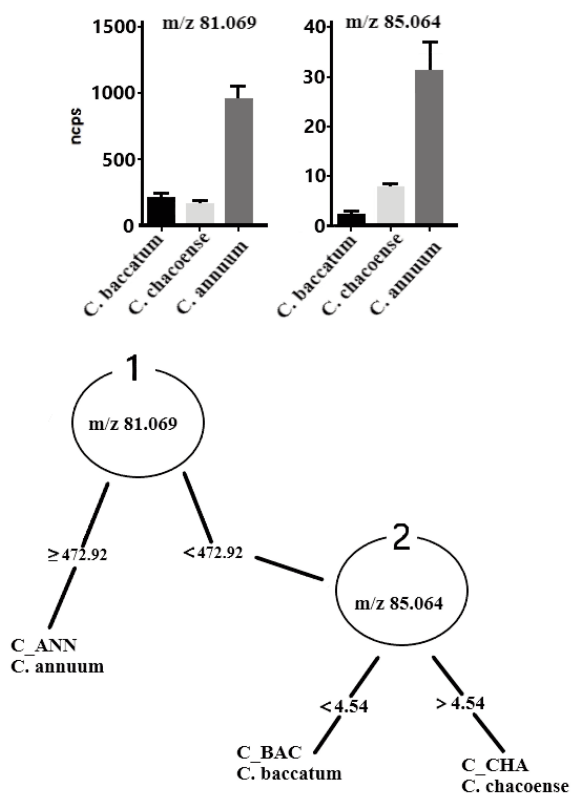 m/z 81.069
1500
1000
500
0
ncps
C. baccatum
C. chacoense
C. annuum
m/z 85.064
40
30
20
10
0
C. baccatum
C. chacoense
C. annuum
1
m/z 81.069
≥472.92
<472.92
2
m/z 85.064
C_ANN
C. annuum
<4.54
>4.54
C_BAC
C. baccatum
C_CHA
C. chacoense